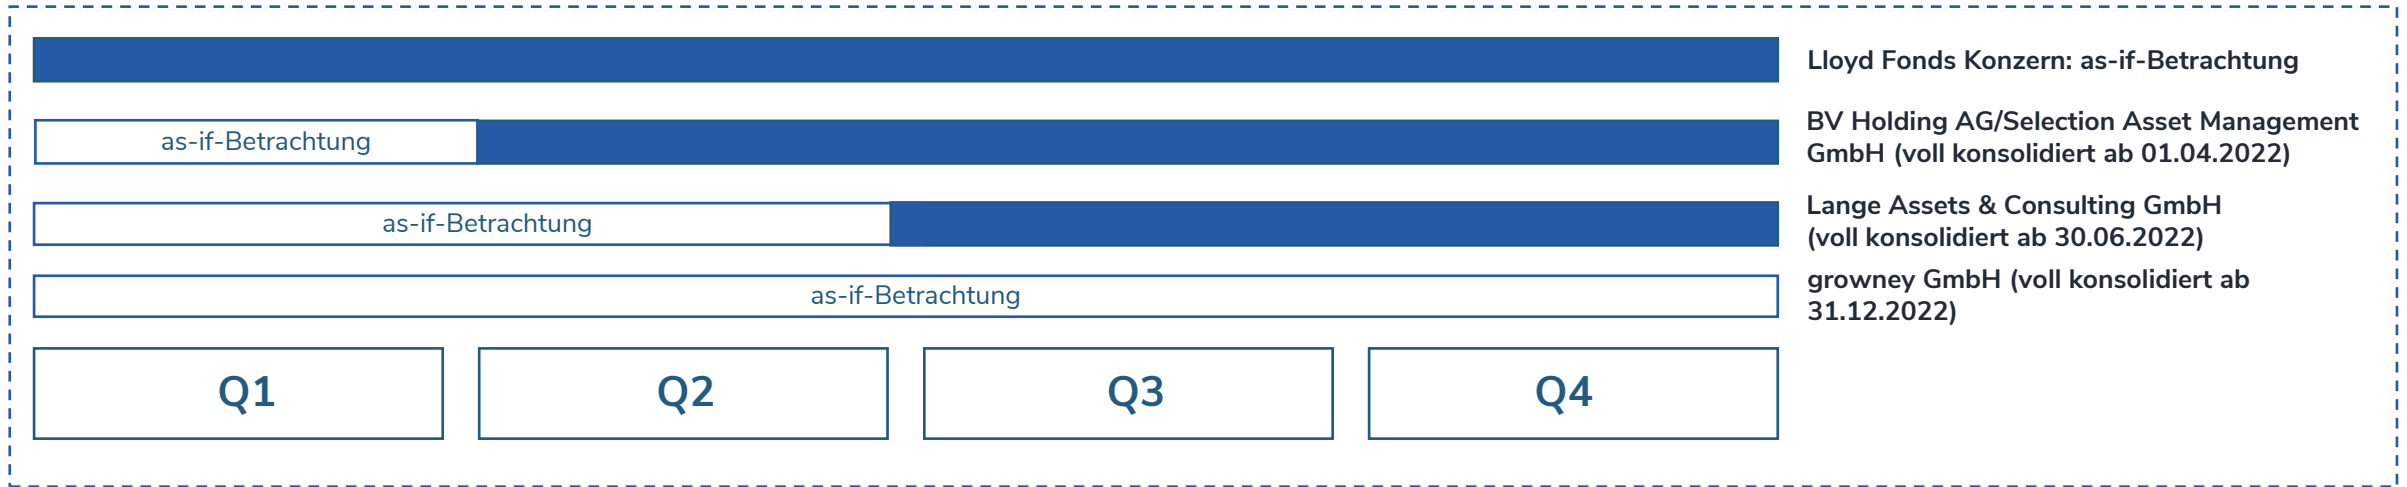 Lloyd Fonds Konzern: as-if-Betrachtung
as-if-Betrachtung
BV Holding AG/Selection Asset Management
GmbH (voll konsolidiert ab 01.04.2022)
as-if-Betrachtung
Lange Assets & Consulting GmbH
(voll konsolidiert ab 30.06.2022)
as-if-Betrachtung
growney GmbH (voll konsolidiert ab
31.12.2022)
Q1
Q2
Q3
Q4